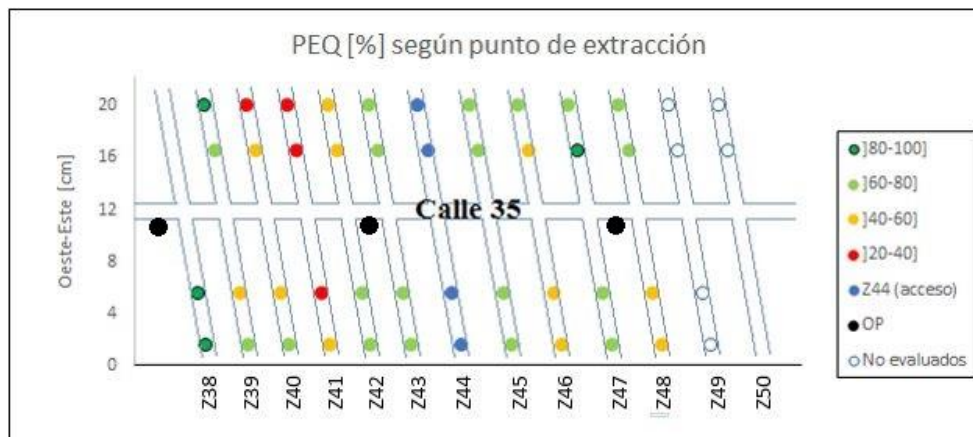 PEQ [%] según punto de extracción
Oeste-Este [cm]
20
16
12
8
4
0
Calle 35
Z38
Z39
Z40
Z41
Z42
Z43
Z44
Z45
Z46
Z47
Z48
Z49
Z50
]80-100]
]60-80]
]40-60]
]20-40]
Z44 (acceso)
OP
No evaluados